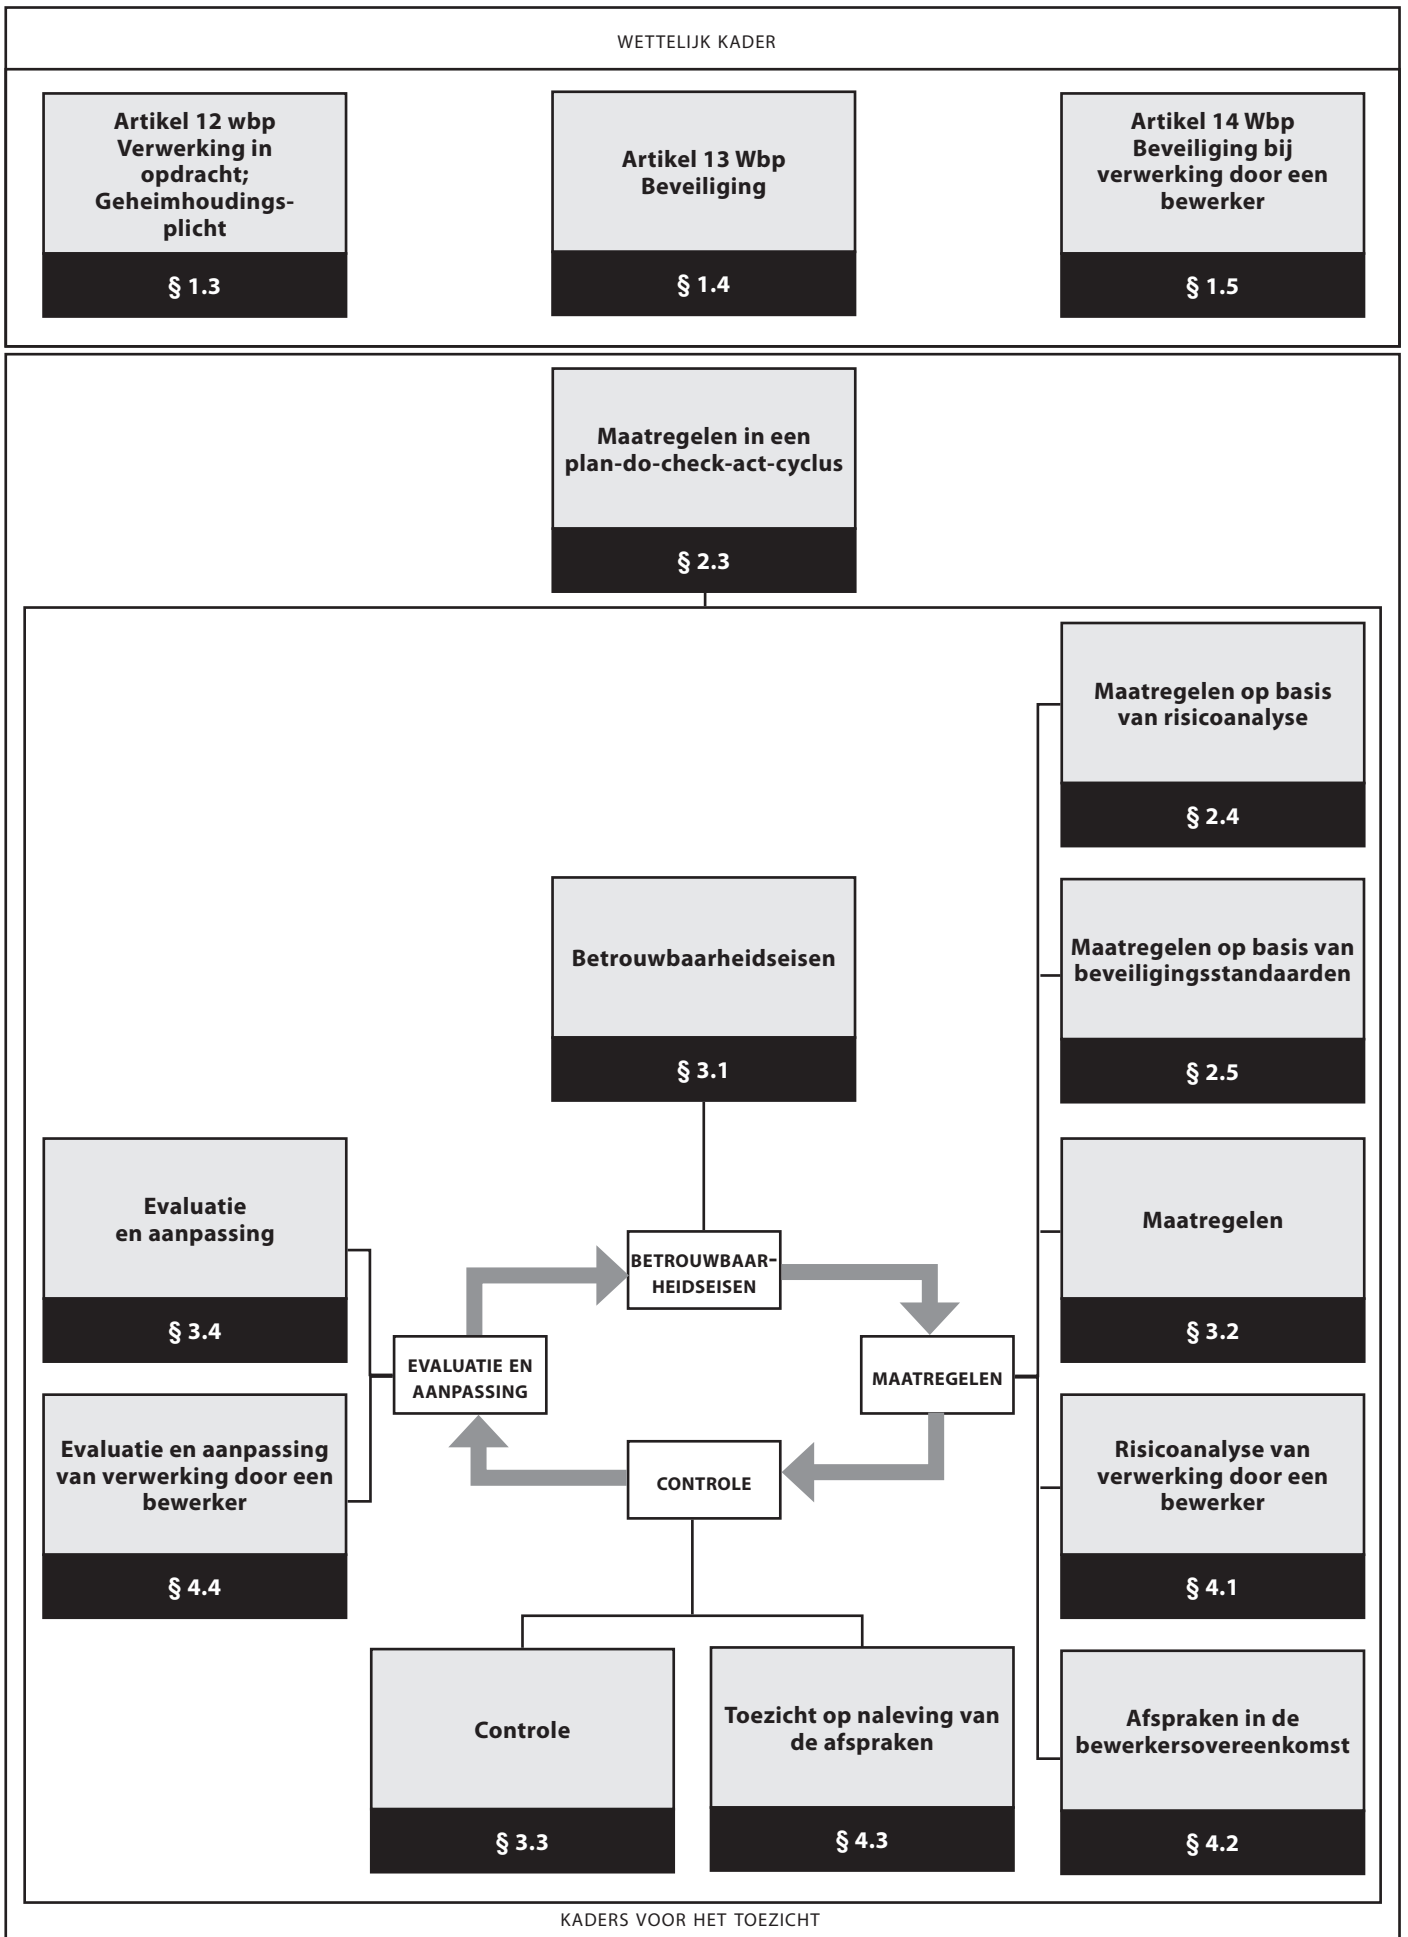 WETTELIJK KADER
Artikel 12 wbp
Verwerking in
opdracht;
Geheimhoudings-
plicht
§ 1.3
Artikel 13 Wbp
Beveiliging
§ 1.4
Artikel 14 Wbp
Beveiliging bij
verwerking door een
bewerker
§ 1.5
Maatregelen in een
plan-do-check-act-cyclus
§ 2.3
Maatregelen op basis
van risicoanalyse
§ 2.4
Maatregelen op basis van
beveiligingsstandaarden
§ 2.5
Betrouwbaarheidseisen
§ 3.1
Evaluatie
en aanpassing
§ 3.4
Maatregelen
§ 3.2
BETROUWBAAR-
HEIDSEISEN
EVALUATIE EN
AANPASSING
MAATREGELEN
CONTROLE
Evaluatie en aanpassing
van verwerking door een
bewerker
§ 4.4
Risicoanalyse van
verwerking door een
bewerker
§ 4.1
Controle
§ 3.3
Toezicht op naleving van
de afspraken
§ 4.3
Afspraken in de
bewerkersovereenkomst
§ 4.2
KADERS VOOR HET TOEZICHT